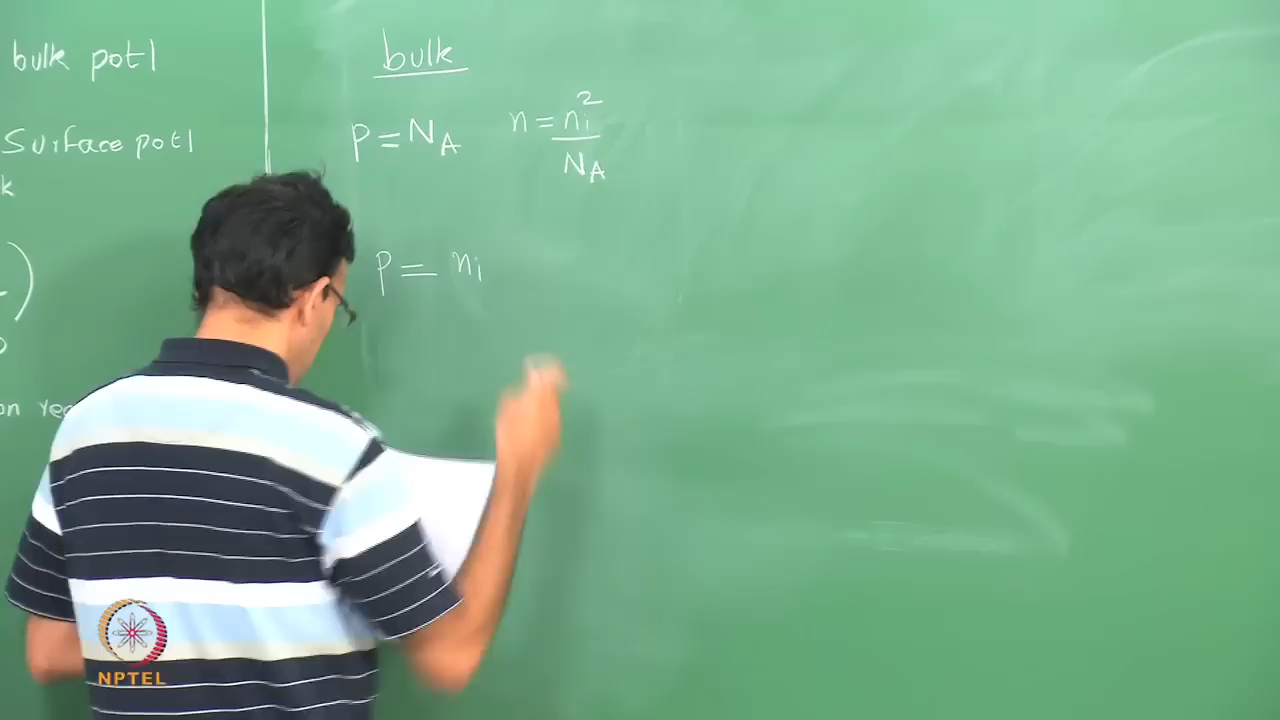 bulk potl
Surface potl
k
)
bulk
p = N_A n = n_i^2 / N_A
p = n_i
NPTEL